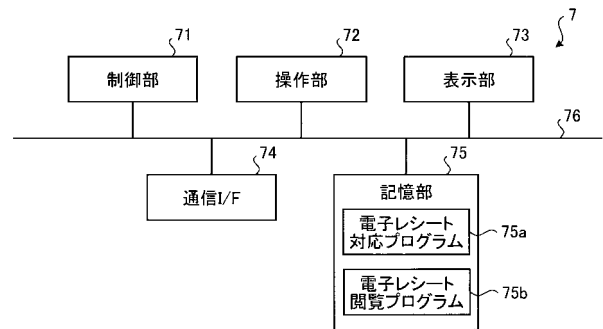 7
71
72
73
制御部
操作部
表示部
76
74
75
通信I/F
記憶部
電子レシート
対応プログラム
75a
電子レシート
閲覧プログラム
75b